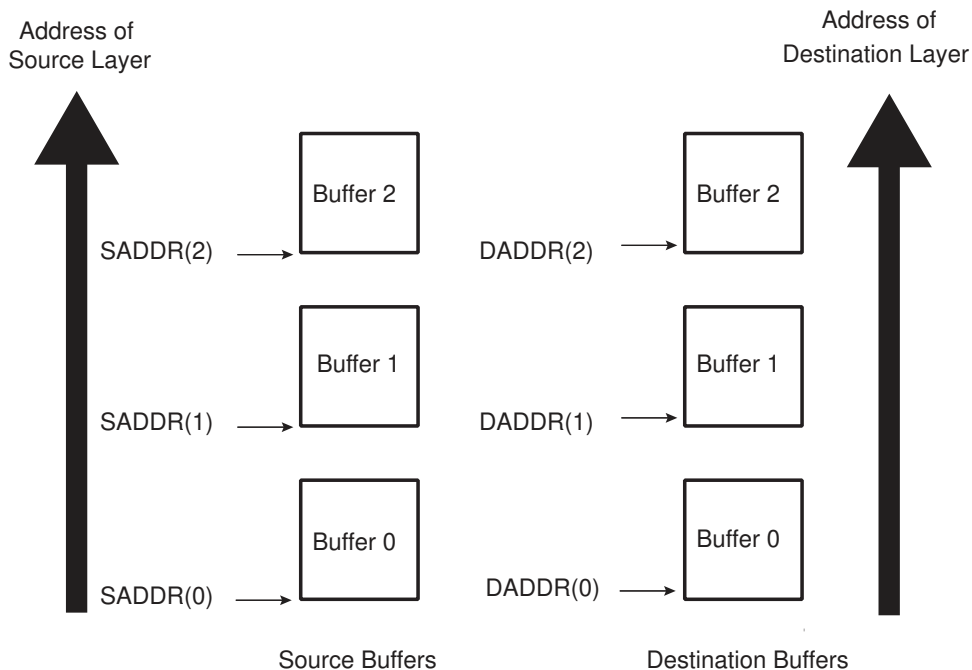 Address of
Source Layer
Address of
Destination Layer
Buffer 2
Buffer 2
SADDR(2)
DADDR(2)
Buffer 1
Buffer 1
SADDR(1)
DADDR(1)
Buffer 0
Buffer 0
SADDR(0)
DADDR(0)
Source Buffers
Destination Buffers